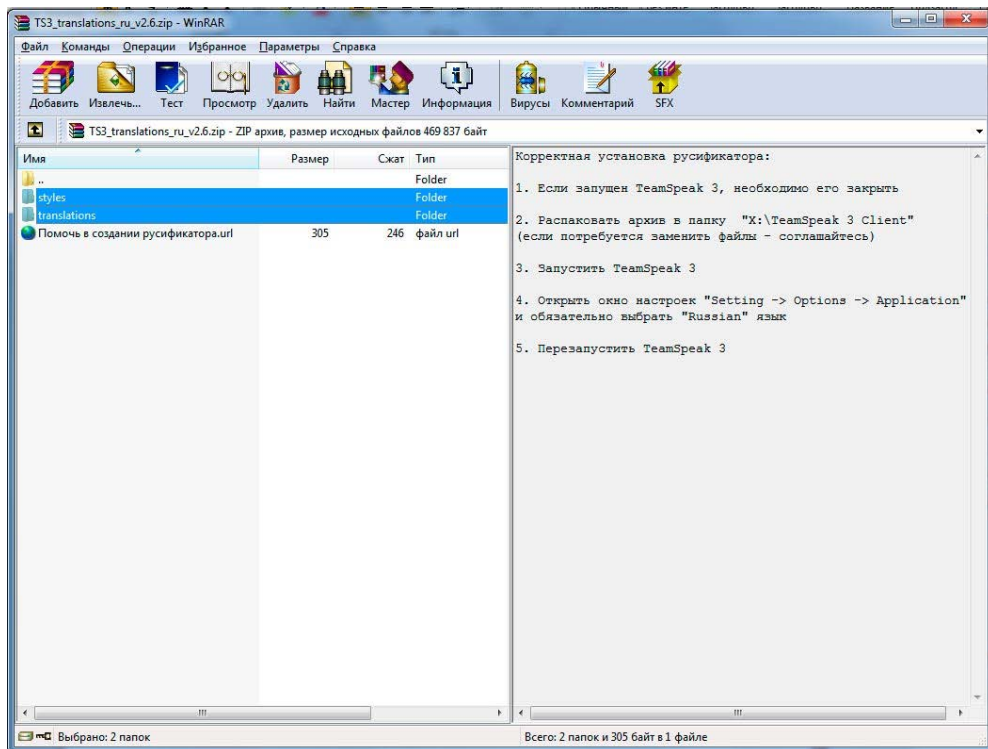 TS3_translations_ru_v2.6.zip - WinRAR
Файл Команды Операции Избранное Параметры Справка
Добавить Извлечь... Тест Просмотр Удалить Найти Мастер Информация Вирусы Комментарий SFX
TS3_translations_ru_v2.6.zip - ZIP архив, размер исходных файлов 469 837 байт
Имя Размер Сжат Тип
.. Folder
styles Folder
translations Folder
Помочь в создании русификатора.url 305 246 файл url
Корректная установка русификатора:
1. Если запущен TeamSpeak 3, необходимо его закрыть
2. Распаковать архив в папку "X:\TeamSpeak 3 Client"
(если потребуется заменить файлы - соглашайтесь)
3. Запустить TeamSpeak 3
4. Открыть окно настроек "Setting -> Options -> Application"
и обязательно выбрать "Russian" язык
5. Перезапустить TeamSpeak 3
Выбрано: 2 папок
Всего: 2 папок и 305 байт в 1 файле